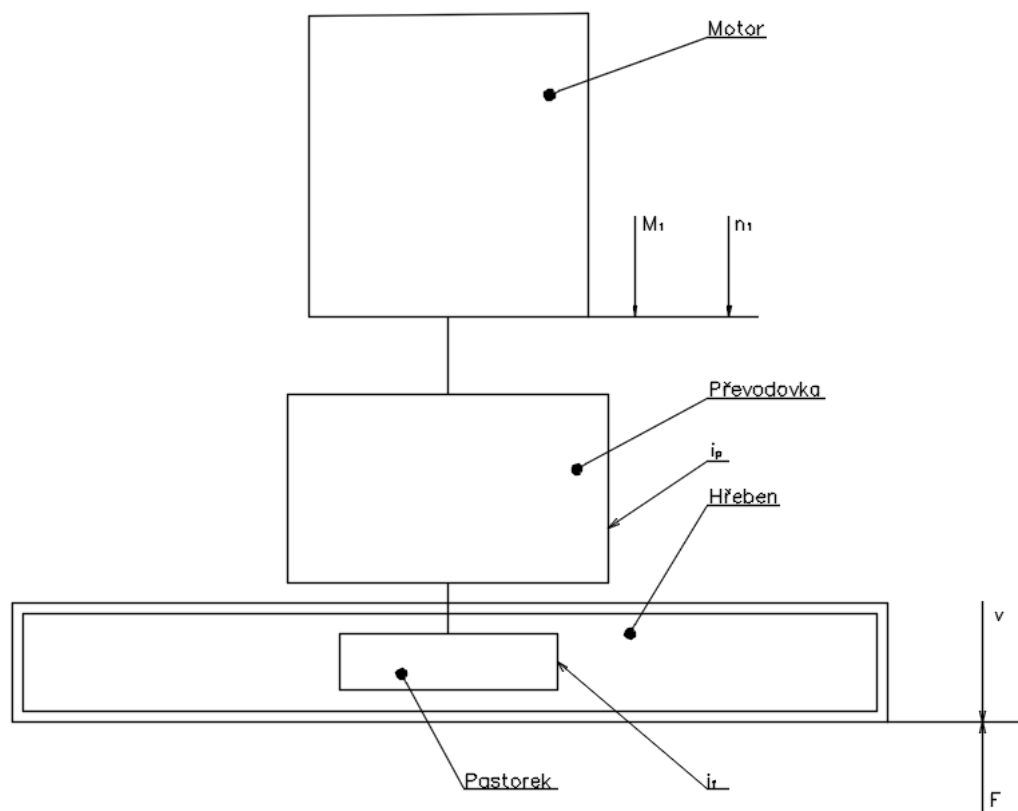 Motor
M₁
n₁
Převodovka
iₚ
Hřeben
v
Pastorek
i₁
F